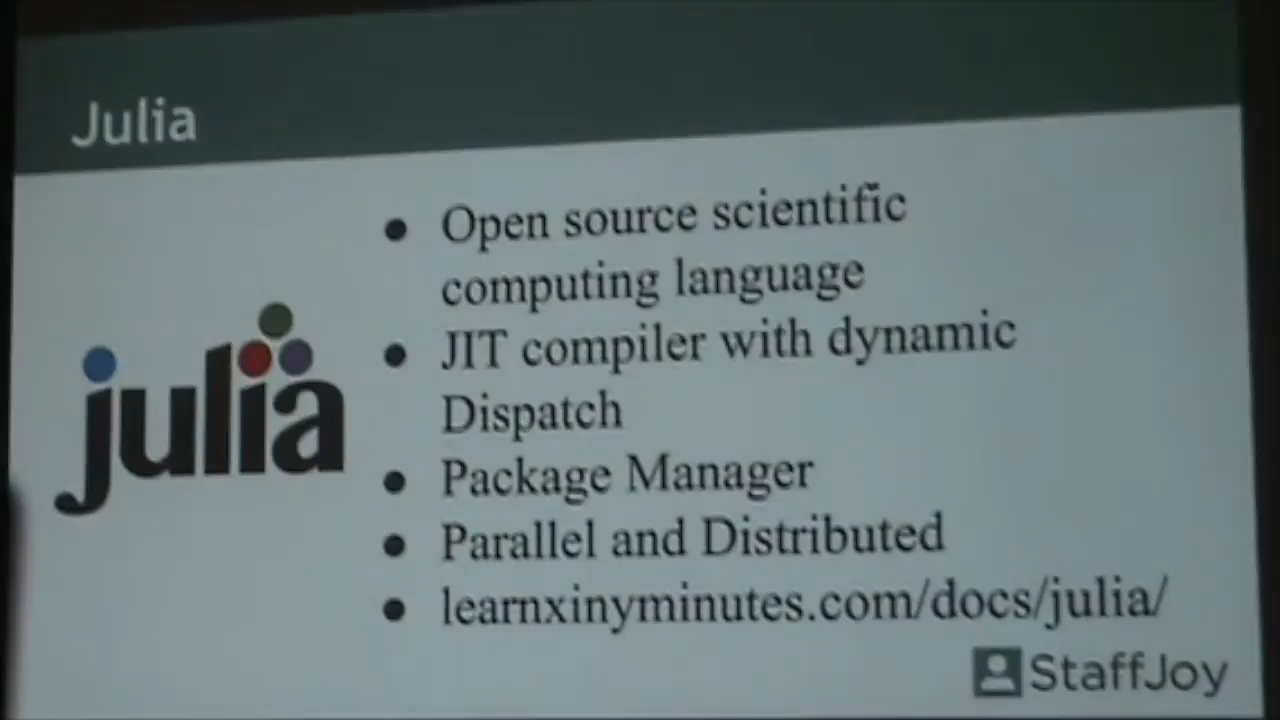 Julia
julia
● Open source scientific
computing language
● JIT compiler with dynamic
Dispatch
● Package Manager
● Parallel and Distributed
● learnxinyminutes.com/docs/julia/
StaffJoy